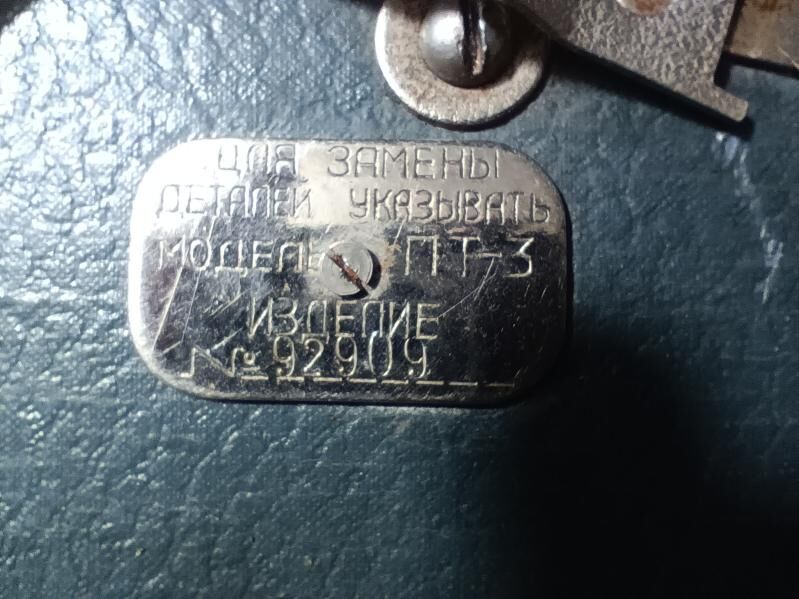 ДЛЯ ЗАМЕНЫ
ДЕТАЛЕЙ УКАЗЫВАТЬ
МОДЕЛЬ ПТ-3
ИЗДЕЛИЕ
№ 92909